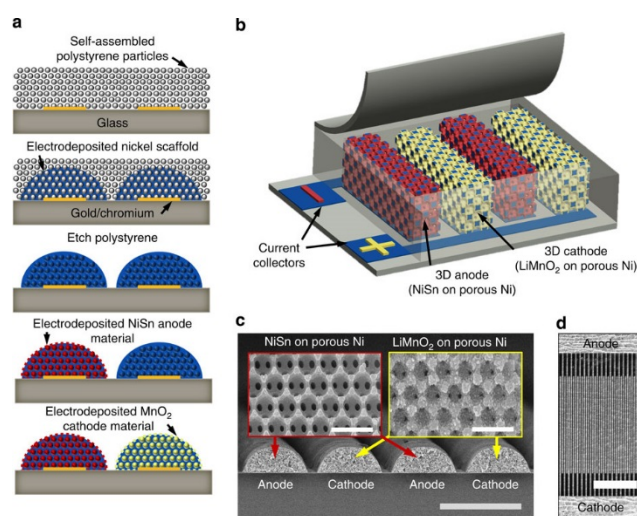 a
Self-assembled
polystyrene particles
Glass
Electrodeposited nickel scaffold
Gold/chromium
Etch polystyrene
Electrodeposited NiSn anode
material
Electrodeposited MnO₂
cathode material
b
Current
collectors
3D anode
(NiSn on porous Ni)
3D cathode
(LiMnO₂ on porous Ni)
c
NiSn on porous Ni
LiMnO₂ on porous Ni
Anode
Cathode
Anode
Cathode
d
Anode
Cathode